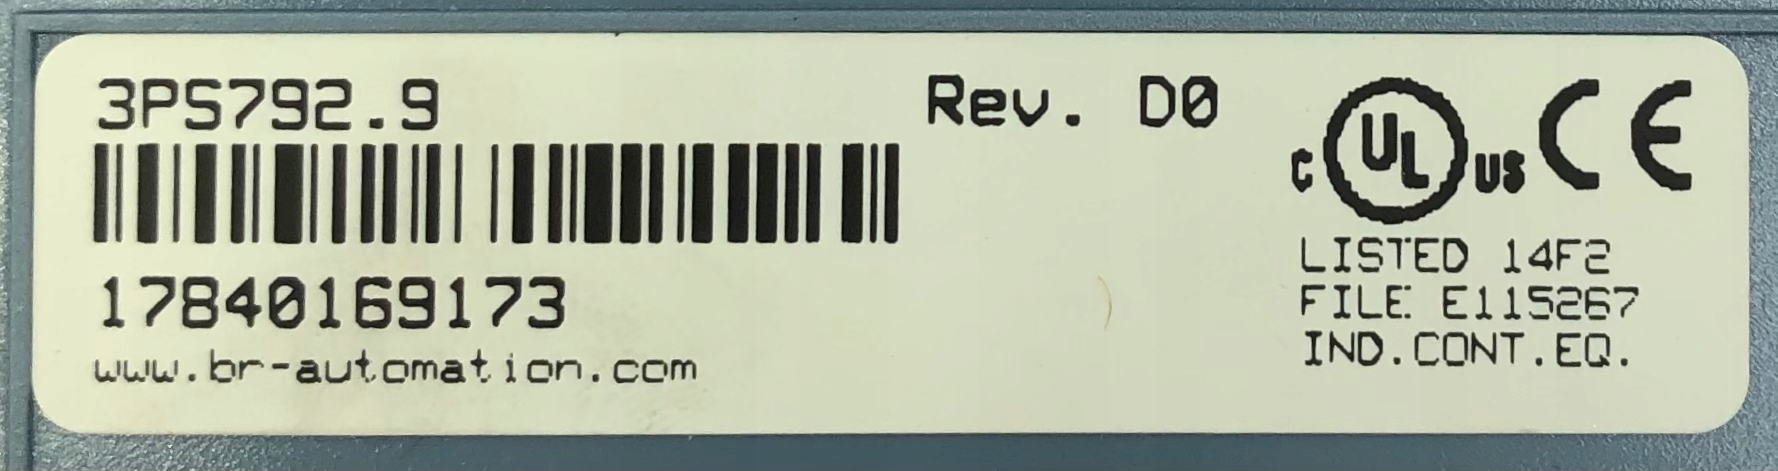 3PS792.9 Rev. D0
17840169173
www.br-automation.com
C UL US CE
LISTED 14F2
FILE: E115267
IND.CONT.EQ.